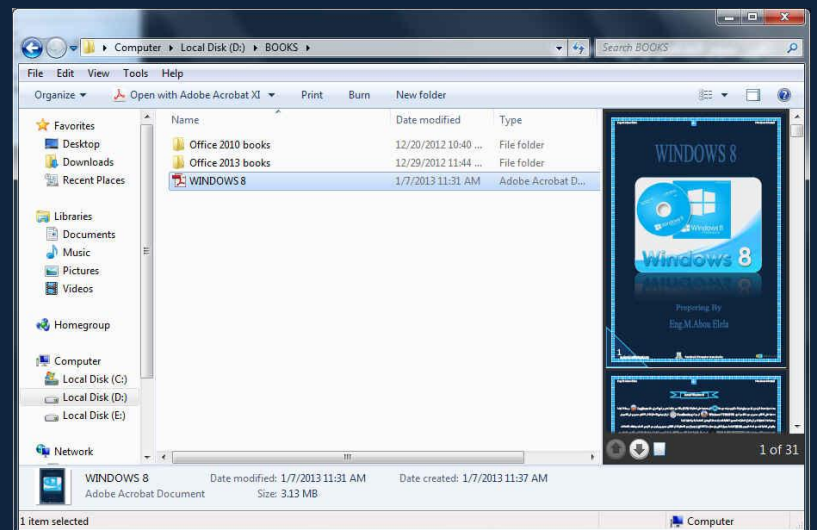 Computer ▸ Local Disk (D:) ▸ BOOKS ▸
Search BOOKS
File Edit View Tools Help
Organize Open with Adobe Acrobat XI Print Burn New folder
Favorites
Desktop
Downloads
Recent Places
Libraries
Documents
Music
Pictures
Videos
Homegroup
Computer
Local Disk (C:)
Local Disk (D:)
Local Disk (E:)
Network
Name Date modified Type
Office 2010 books 12/20/2012 10:40 ... File folder
Office 2013 books 12/29/2012 11:44 ... File folder
WINDOWS 8 1/7/2013 11:31 AM Adobe Acrobat D...
WINDOWS 8
Windows 8
Windows 8
Preparing By
Eng.M.Abou Elela
1
1 of 31
WINDOWS 8 Date modified: 1/7/2013 11:31 AM Date created: 1/7/2013 11:37 AM
Adobe Acrobat Document Size: 3.13 MB
1 item selected
Computer